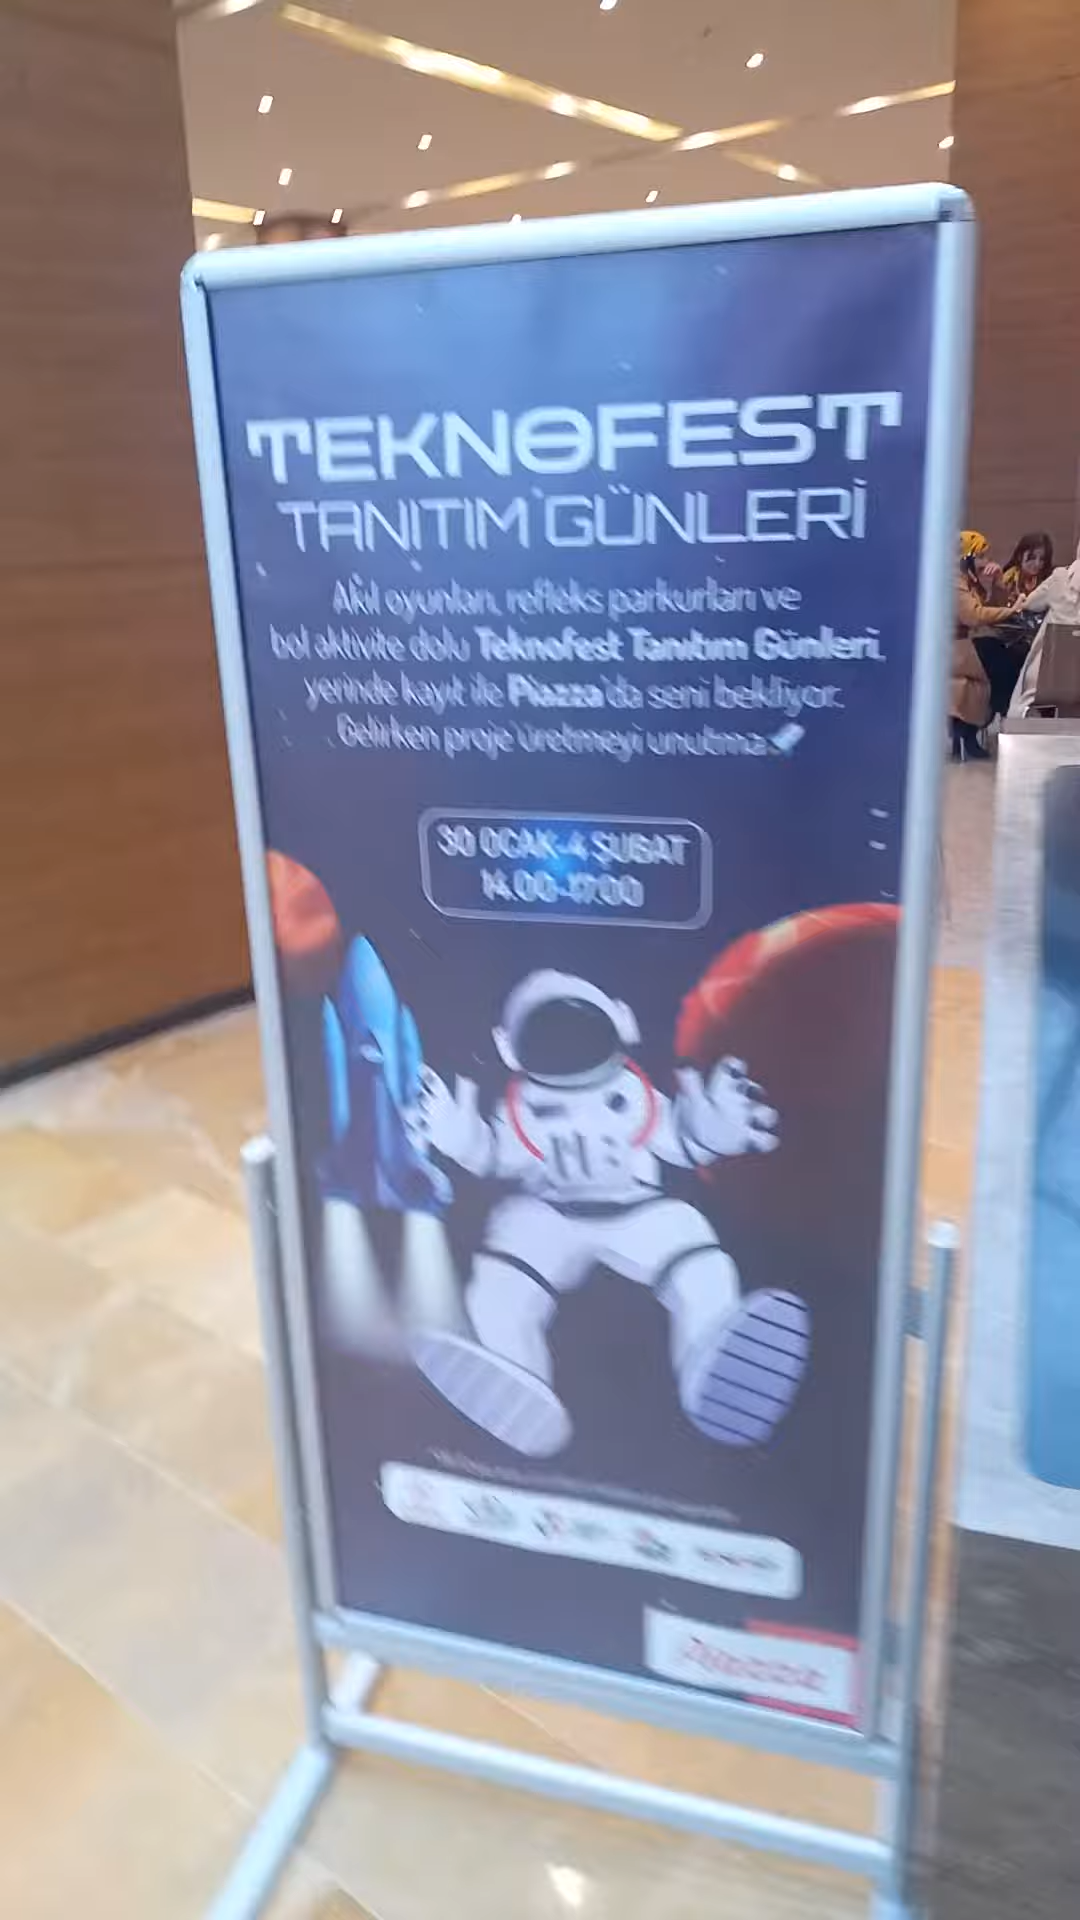 TEKNOFEST
TANITIM GÜNLERİ
Akıl oyunları, refleks parkurları ve
bol aktivite dolu Teknofest Tanıtım Günleri,
yerinde kayıt ile Piazza'da seni bekliyor.
Gelirken proje üretmeyi unutma
30 OCAK-4 ŞUBAT
14.00-17.00
Piazza